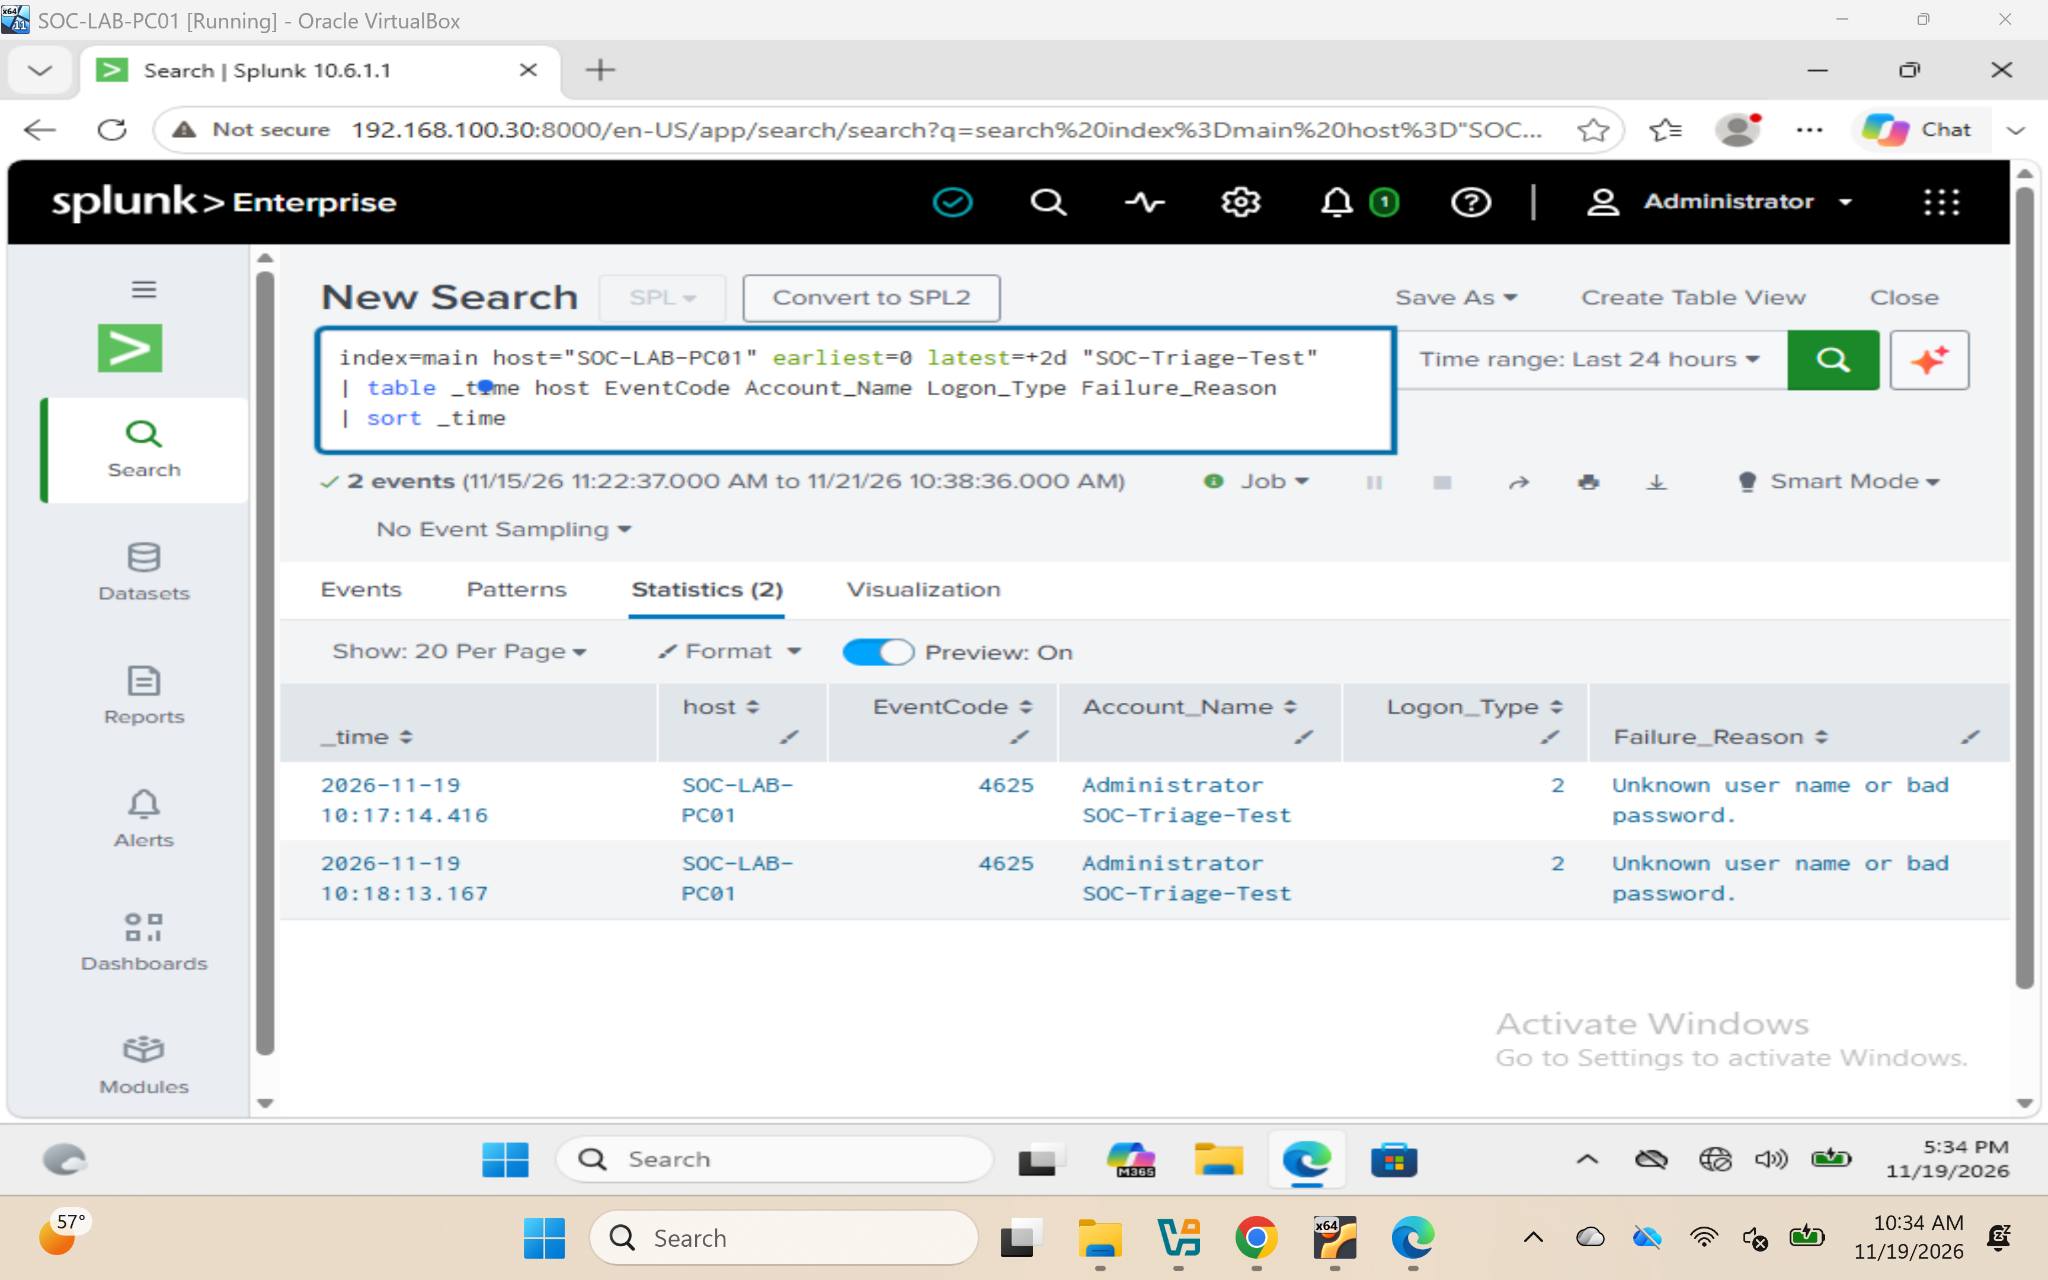 SOC-LAB-PC01 [Running] - Oracle VirtualBox
Search | Splunk 10.6.1.1
Not secure 192.168.100.30:8000/en-US/app/search/search?q=search%20index%3Dmain%20host%3D"SOC...
Chat
splunk> Enterprise
1
Administrator
New Search
SPL
Convert to SPL2
Save As
Create Table View
Close
index=main host="SOC-LAB-PC01" earliest=0 latest=+2d "SOC-Triage-Test"
| table _time host EventCode Account_Name Logon_Type Failure_Reason
| sort _time
Time range: Last 24 hours
2 events (11/15/26 11:22:37.000 AM to 11/21/26 10:38:36.000 AM)
Job
Smart Mode
No Event Sampling
Search
Datasets
Reports
Alerts
Dashboards
Modules
Events
Patterns
Statistics (2)
Visualization
Show: 20 Per Page
Format
Preview: On
_time
host
EventCode
Account_Name
Logon_Type
Failure_Reason
2026-11-19
10:17:14.416
SOC-LAB-
PC01
4625
Administrator
SOC-Triage-Test
2
Unknown user name or bad
password.
2026-11-19
10:18:13.167
SOC-LAB-
PC01
4625
Administrator
SOC-Triage-Test
2
Unknown user name or bad
password.
Activate Windows
Go to Settings to activate Windows.
Search
M365
5:34 PM
11/19/2026
57°
Search
x64
10:34 AM
11/19/2026